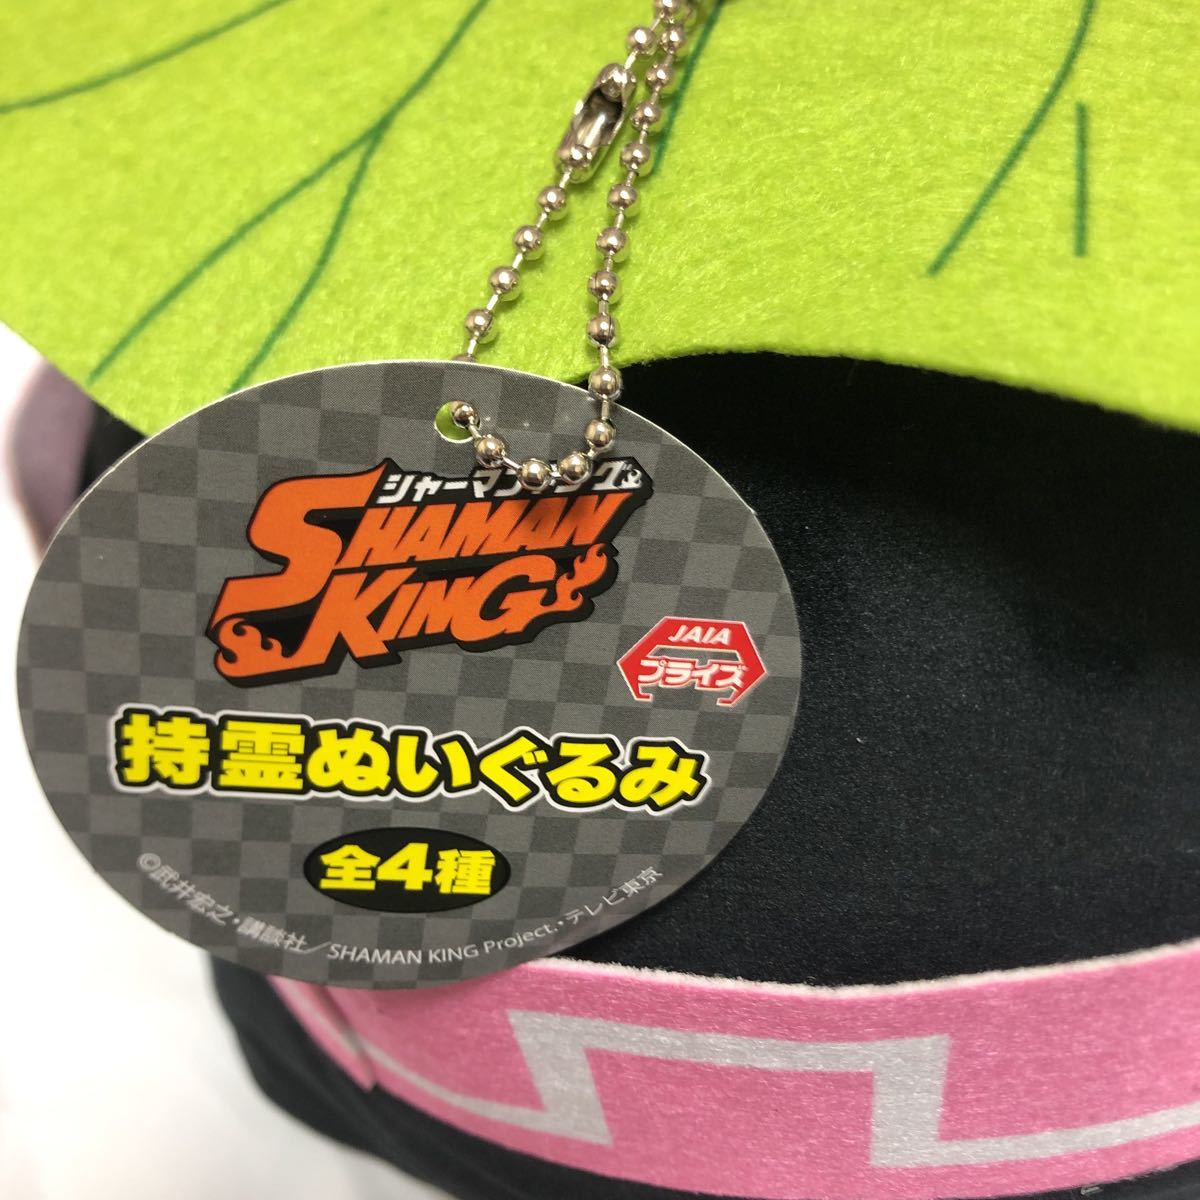 シャーマンキング
SHAMAN
KING
JAIA
プライズ
持霊ぬいぐるみ
全4種
©武井宏之・講談社／SHAMAN KING Project.・テレビ東京